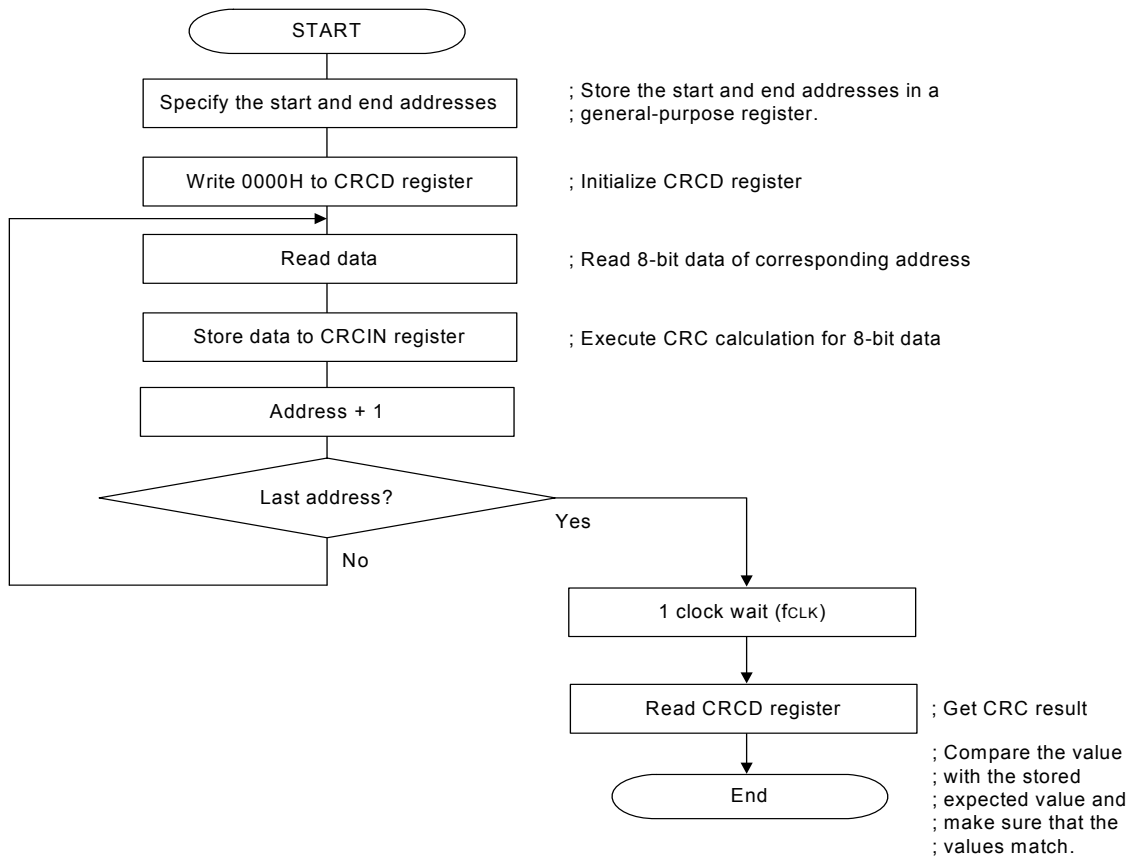 START
Specify the start and end addresses
; Store the start and end addresses in a
; general-purpose register.
Write 0000H to CRCD register
; Initialize CRCD register
Read data
; Read 8-bit data of corresponding address
Store data to CRCIN register
; Execute CRC calculation for 8-bit data
Address + 1
Last address?
Yes
No
1 clock wait (fCLK)
Read CRCD register
; Get CRC result
; Compare the value
; with the stored
; expected value and
; make sure that the
; values match.
End